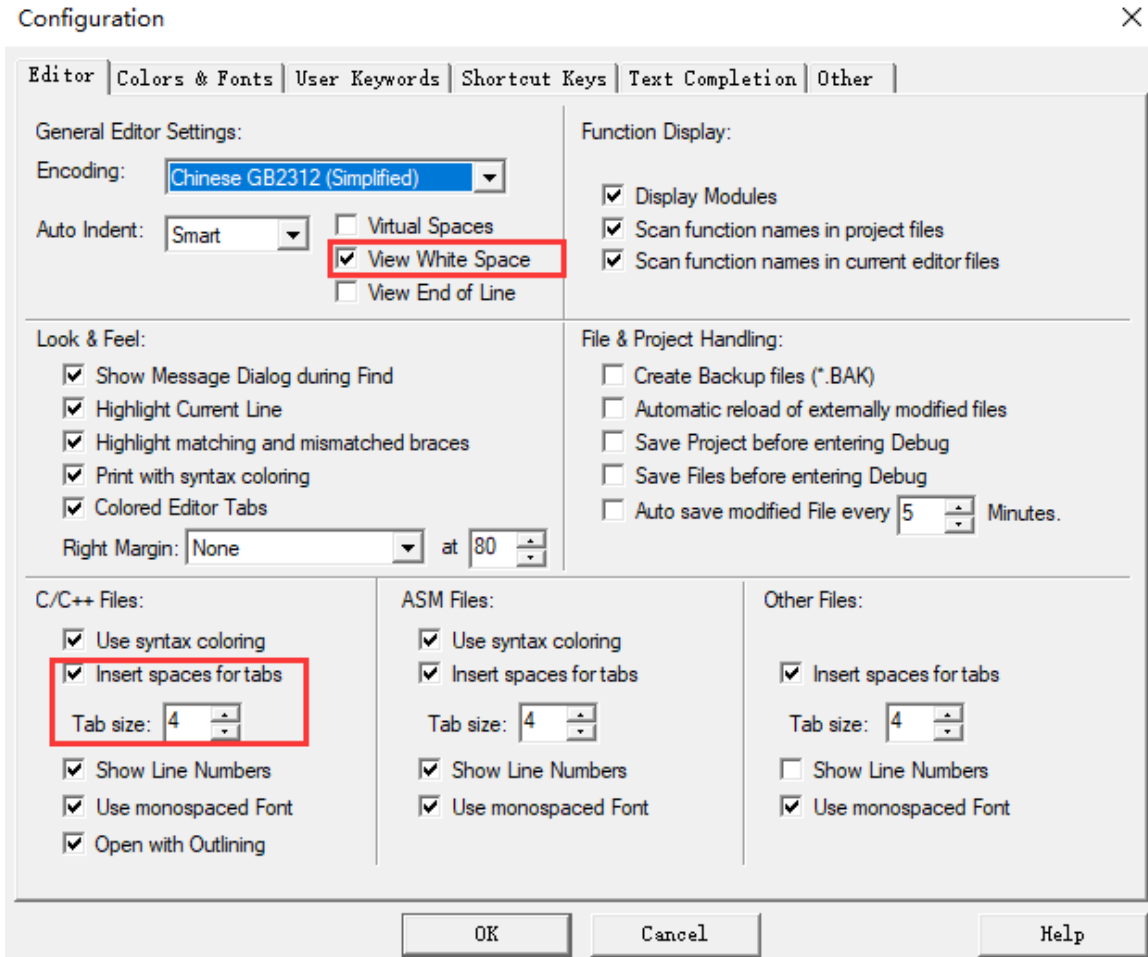 Configuration
Editor Colors & Fonts User Keywords Shortcut Keys Text Completion Other
General Editor Settings:
Encoding: Chinese GB2312 (Simplified)
Auto Indent: Smart
Virtual Spaces
View White Space
View End of Line
Function Display:
Display Modules
Scan function names in project files
Scan function names in current editor files
Look & Feel:
Show Message Dialog during Find
Highlight Current Line
Highlight matching and mismatched braces
Print with syntax coloring
Colored Editor Tabs
Right Margin: None at 80
File & Project Handling:
Create Backup files (*.BAK)
Automatic reload of externally modified files
Save Project before entering Debug
Save Files before entering Debug
Auto save modified File every 5 Minutes.
C/C++ Files:
Use syntax coloring
Insert spaces for tabs
Tab size: 4
Show Line Numbers
Use monospaced Font
Open with Outlining
ASM Files:
Use syntax coloring
Insert spaces for tabs
Tab size: 4
Show Line Numbers
Use monospaced Font
Other Files:
Insert spaces for tabs
Tab size: 4
Show Line Numbers
Use monospaced Font
OK Cancel Help